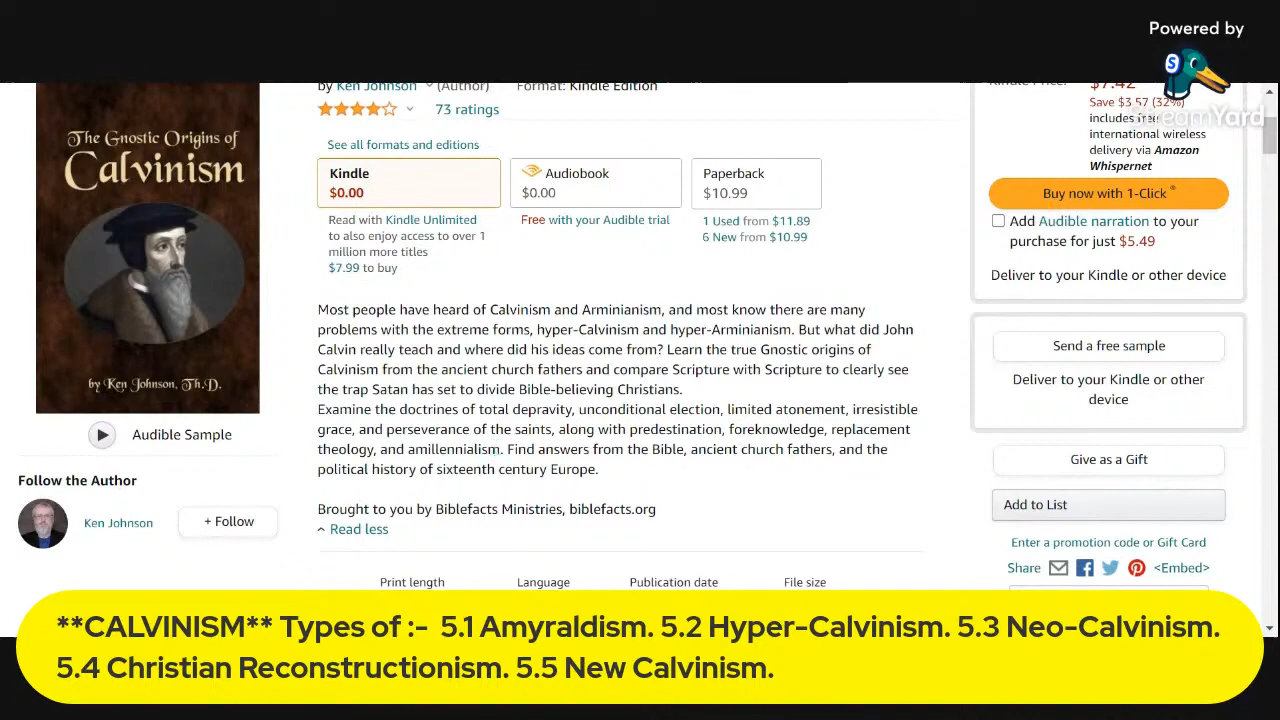 Powered by
StreamYard
The Gnostic Origins of
Calvinism
by Ken Johnson, Th.D.
Audible Sample
Follow the Author
Ken Johnson
+ Follow
by Ken Johnson (Author) Format: Kindle Edition
73 ratings
See all formats and editions
Kindle
$0.00
Audiobook
$0.00
Paperback
$10.99
Read with Kindle Unlimited
to also enjoy access to over 1
million more titles
$7.99 to buy
Free with your Audible trial
1 Used from $11.89
6 New from $10.99
Most people have heard of Calvinism and Arminianism, and most know there are many
problems with the extreme forms, hyper-Calvinism and hyper-Arminianism. But what did John
Calvin really teach and where did his ideas come from? Learn the true Gnostic origins of
Calvinism from the ancient church fathers and compare Scripture with Scripture to clearly see
the trap Satan has set to divide Bible-believing Christians.
Examine the doctrines of total depravity, unconditional election, limited atonement, irresistible
grace, and perseverance of the saints, along with predestination, foreknowledge, replacement
theology, and amillennialism. Find answers from the Bible, ancient church fathers, and the
political history of sixteenth century Europe.
Brought to you by Biblefacts Ministries, biblefacts.org
Read less
Print length Language Publication date File size
Kindle Price: $7.42
Save $3.57 (32%)
includes free
international wireless
delivery via Amazon
Whispernet
Buy now with 1-Click ®
Add Audible narration to your
purchase for just $5.49
Deliver to your Kindle or other device
Send a free sample
Deliver to your Kindle or other
device
Give as a Gift
Add to List
Enter a promotion code or Gift Card
Share <Embed>
**CALVINISM** Types of :- 5.1 Amyraldism. 5.2 Hyper-Calvinism. 5.3 Neo-Calvinism.
5.4 Christian Reconstructionism. 5.5 New Calvinism.